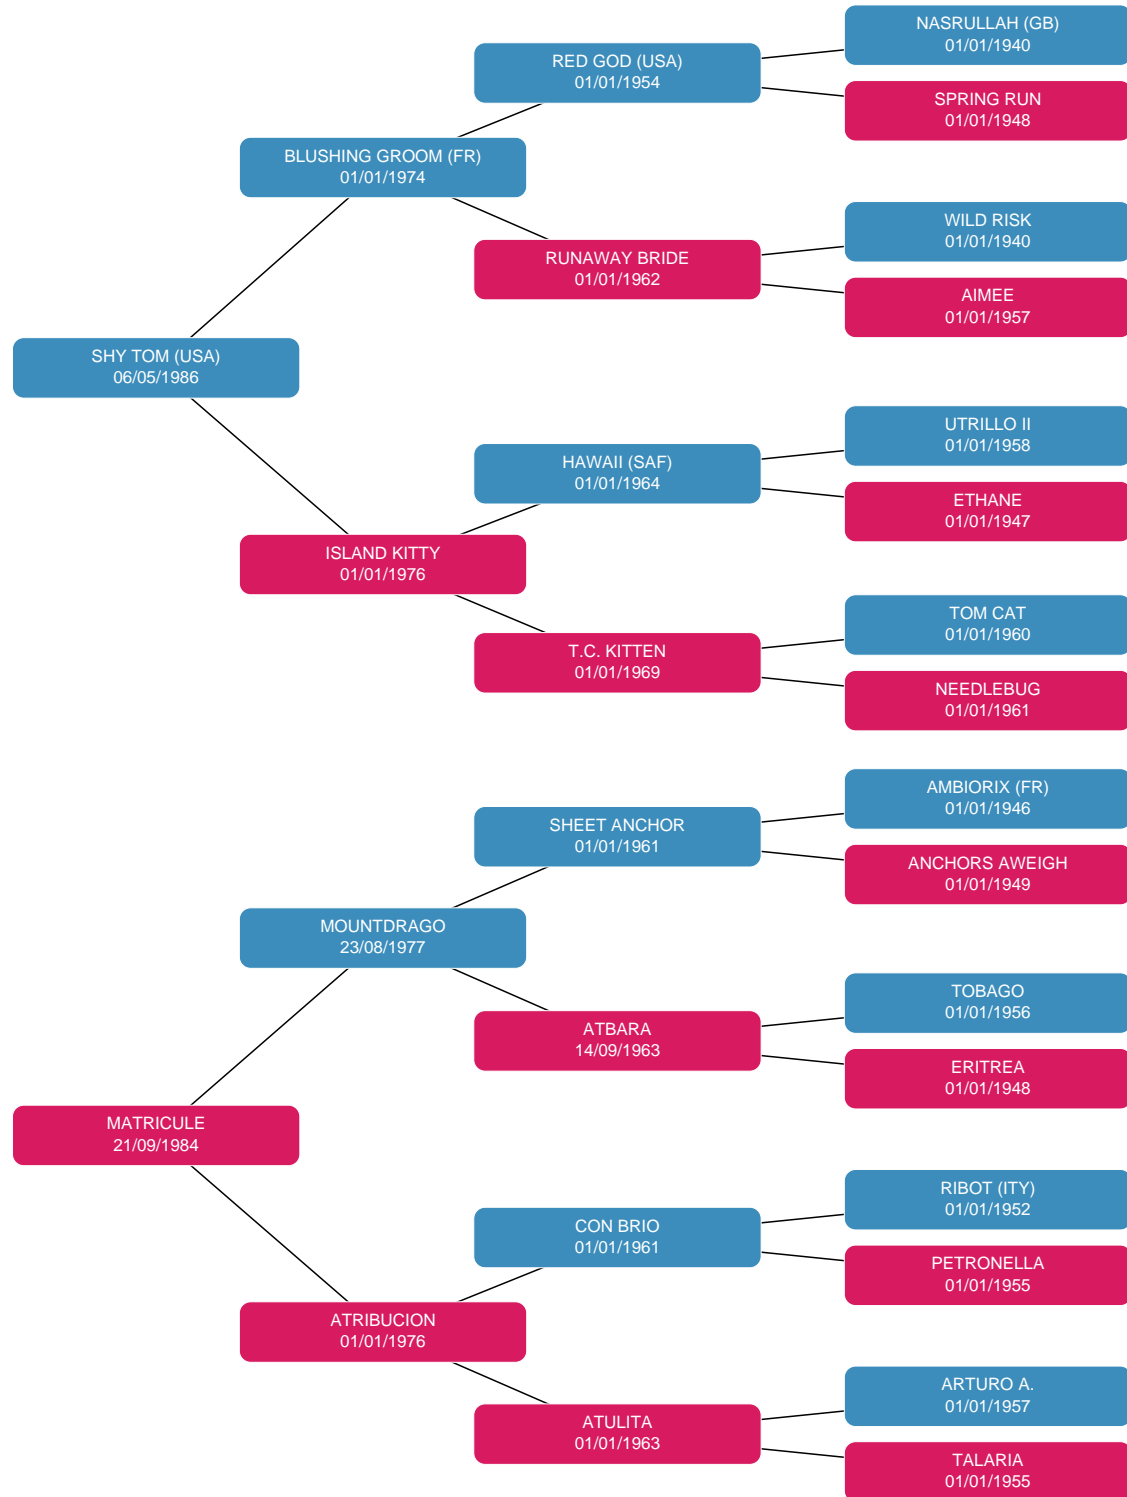 NASRULLAH (GB)
01/01/1940
RED GOD (USA)
01/01/1954
SPRING RUN
01/01/1948
BLUSHING GROOM (FR)
01/01/1974
WILD RISK
01/01/1940
RUNAWAY BRIDE
01/01/1962
AIMEE
01/01/1957
SHY TOM (USA)
06/05/1986
UTRILLO II
01/01/1958
HAWAII (SAF)
01/01/1964
ETHANE
01/01/1947
ISLAND KITTY
01/01/1976
TOM CAT
01/01/1960
T.C. KITTEN
01/01/1969
NEEDLEBUG
01/01/1961
AMBIORIX (FR)
01/01/1946
SHEET ANCHOR
01/01/1961
ANCHORS AWEIGH
01/01/1949
MOUNTDRAGO
23/08/1977
TOBAGO
01/01/1956
ATBARA
14/09/1963
ERITREA
01/01/1948
MATRICULE
21/09/1984
RIBOT (ITY)
01/01/1952
CON BRIO
01/01/1961
PETRONELLA
01/01/1955
ATRIBUCION
01/01/1976
ARTURO A.
01/01/1957
ATULITA
01/01/1963
TALARIA
01/01/1955